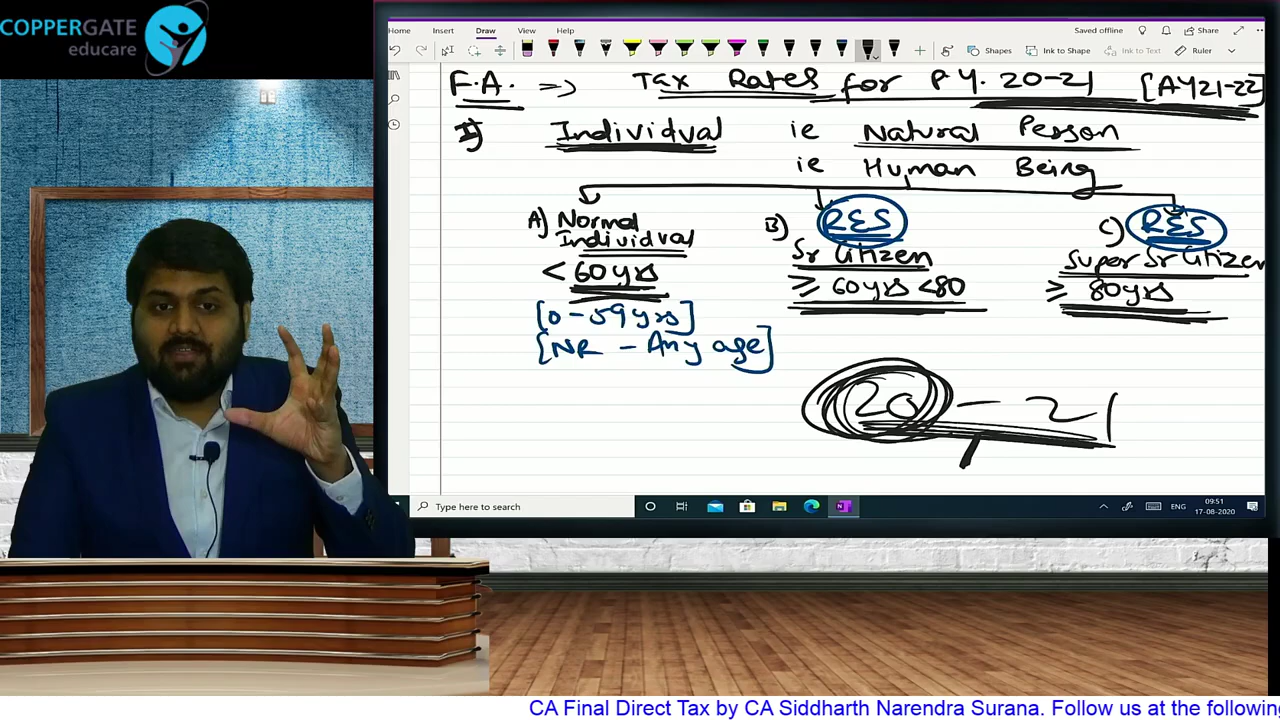 COPPERGATE
educare
Home Insert Draw View Help
Saved offline
Share
Shapes Ink to Shape Ink to Text Ruler
F.A. => Tax Rates for P.Y. 20-21 [AY21-22]
I) Individual ie Natural Person
ie Human Being
A) Normal Individual
< 60yrs
[0-59yrs]
[NR - Any age]
B) RES
Sr Citizen
≥ 60yrs <80
C) RES
Super Sr Citizen
≥ 80yrs
20 - 21
Type here to search
ENG
09:51
17-08-2020
CA Final Direct Tax by CA Siddharth Narendra Surana. Follow us at the following